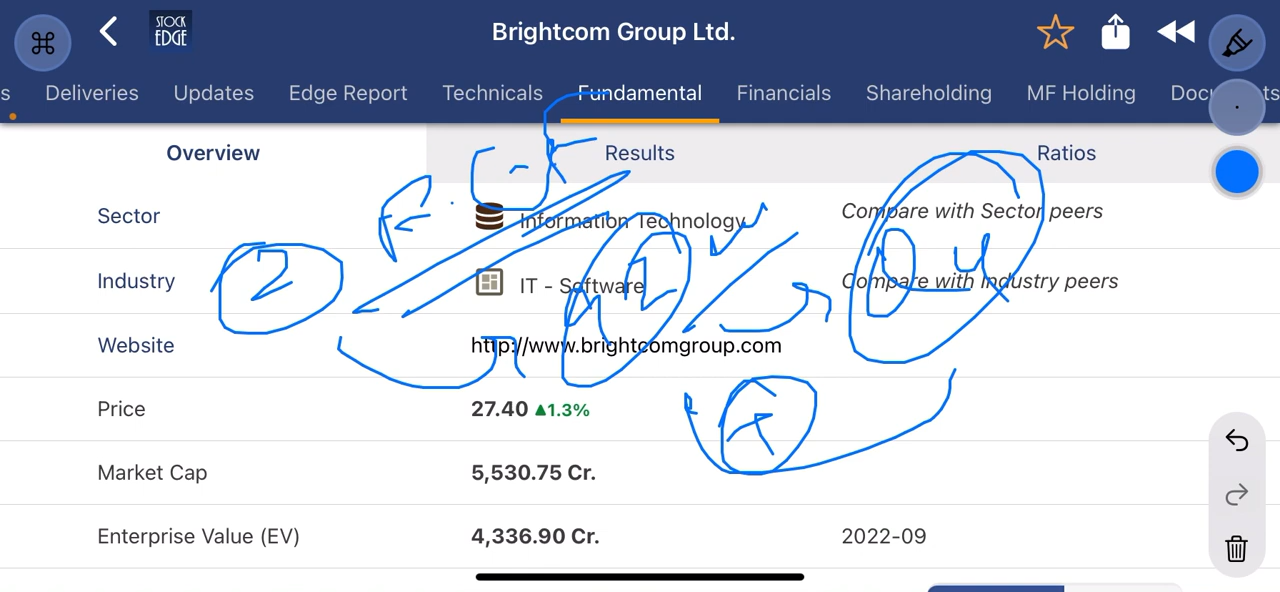 STOCK
EDGE
Brightcom Group Ltd.
s Deliveries Updates Edge Report Technicals Fundamental Financials Shareholding MF Holding
Overview Results Ratios
Sector Information Technology Compare with Sector peers
Industry IT - Software Compare with Industry peers
2
Website http://www.brightcomgroup.com
Price 27.40 ▲1.3%
Market Cap 5,530.75 Cr.
Enterprise Value (EV) 4,336.90 Cr. 2022-09